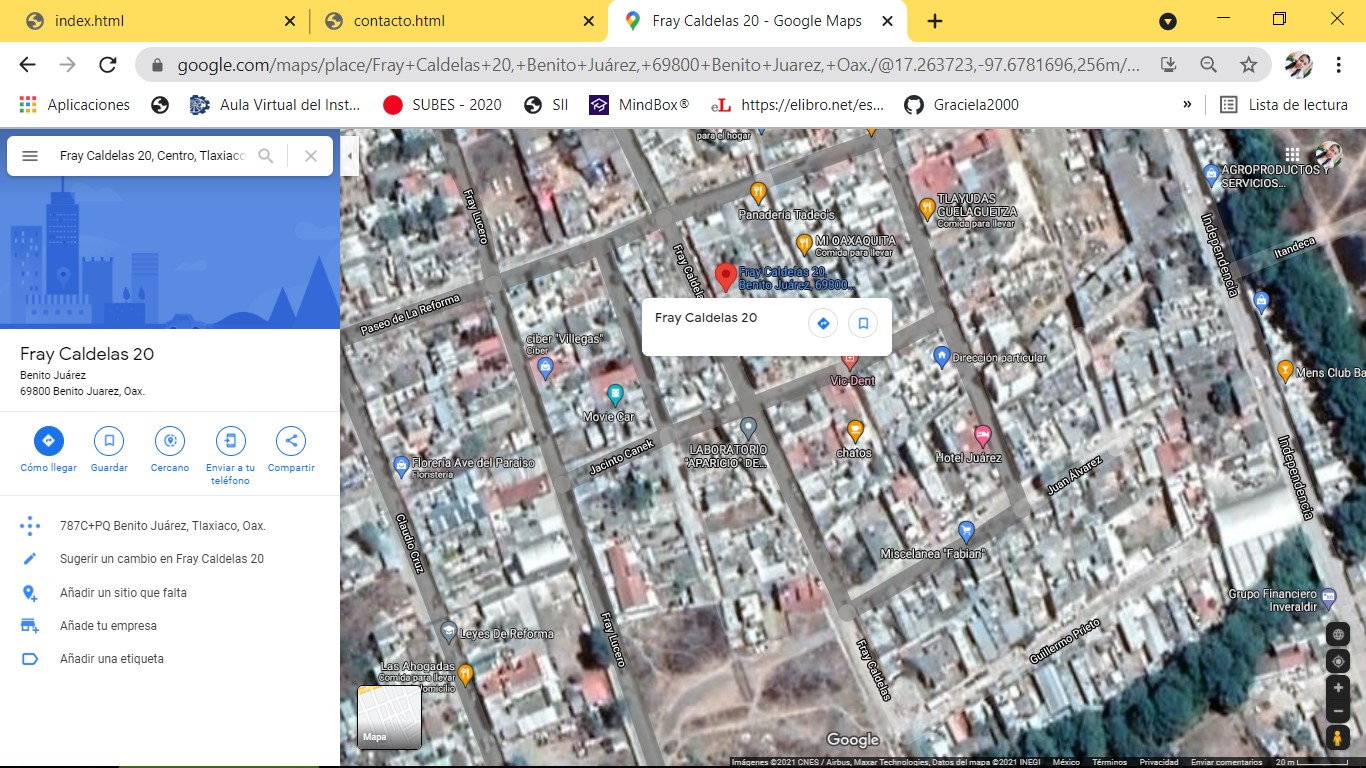 index.html
contacto.html
Fray Caldelas 20 - Google Maps
google.com/maps/place/Fray+Caldelas+20,+Benito+Juárez,+69800+Benito+Juarez,+Oax./@17.263723,-97.6781696,256m/...
Aplicaciones
Aula Virtual del Inst...
SUBES - 2020
SII
MindBox®
eL
https://elibro.net/es...
Graciela2000
»
Lista de lectura
Fray Caldelas 20, Centro, Tlaxiaco
Fray Caldelas 20
Benito Juárez
69800 Benito Juarez, Oax.
Cómo llegar
Guardar
Cercano
Enviar a tu
teléfono
Compartir
787C+PQ Benito Juárez, Tlaxiaco, Oax.
Sugerir un cambio en Fray Caldelas 20
Añadir un sitio que falta
Añade tu empresa
Añadir una etiqueta
para el hogar
AGROPRODUCTOS Y
SERVICIOS...
Fray Lucero
Panadería Tadeo's
TLAYUDAS
GUELAGUETZA
Comida para llevar
Independencia
MI OAXAQUITA
Comida para llevar
Itandeca
Fray Caldelas
Fray Caldelas 20,
Benito Juárez, 69800...
Paseo de La Reforma
Fray Caldelas 20
ciber "Villegas"
Ciber
Dirección particular
Mens Club Ba
Vic Dent
Movie Car
LABORATORIO
"APARICIO" DE...
chatos
Hotel Juárez
Jacinto Canek
Florería Ave del Paraiso
Floristería
Juan Álvarez
Independencia
Claudio Cruz
Miscelanea "Fabian"
Grupo Financiero
Inveraldir
Leyes De Reforma
Fray Lucero
Guillermo Prieto
Fray Caldelas
Las Ahogadas
Comida para llevar
domicilio
Mapa
Google
Imágenes ©2021 CNES / Airbus, Maxar Technologies, Datos del mapa ©2021 INEGI
México
Términos
Privacidad
Enviar comentarios
20 m